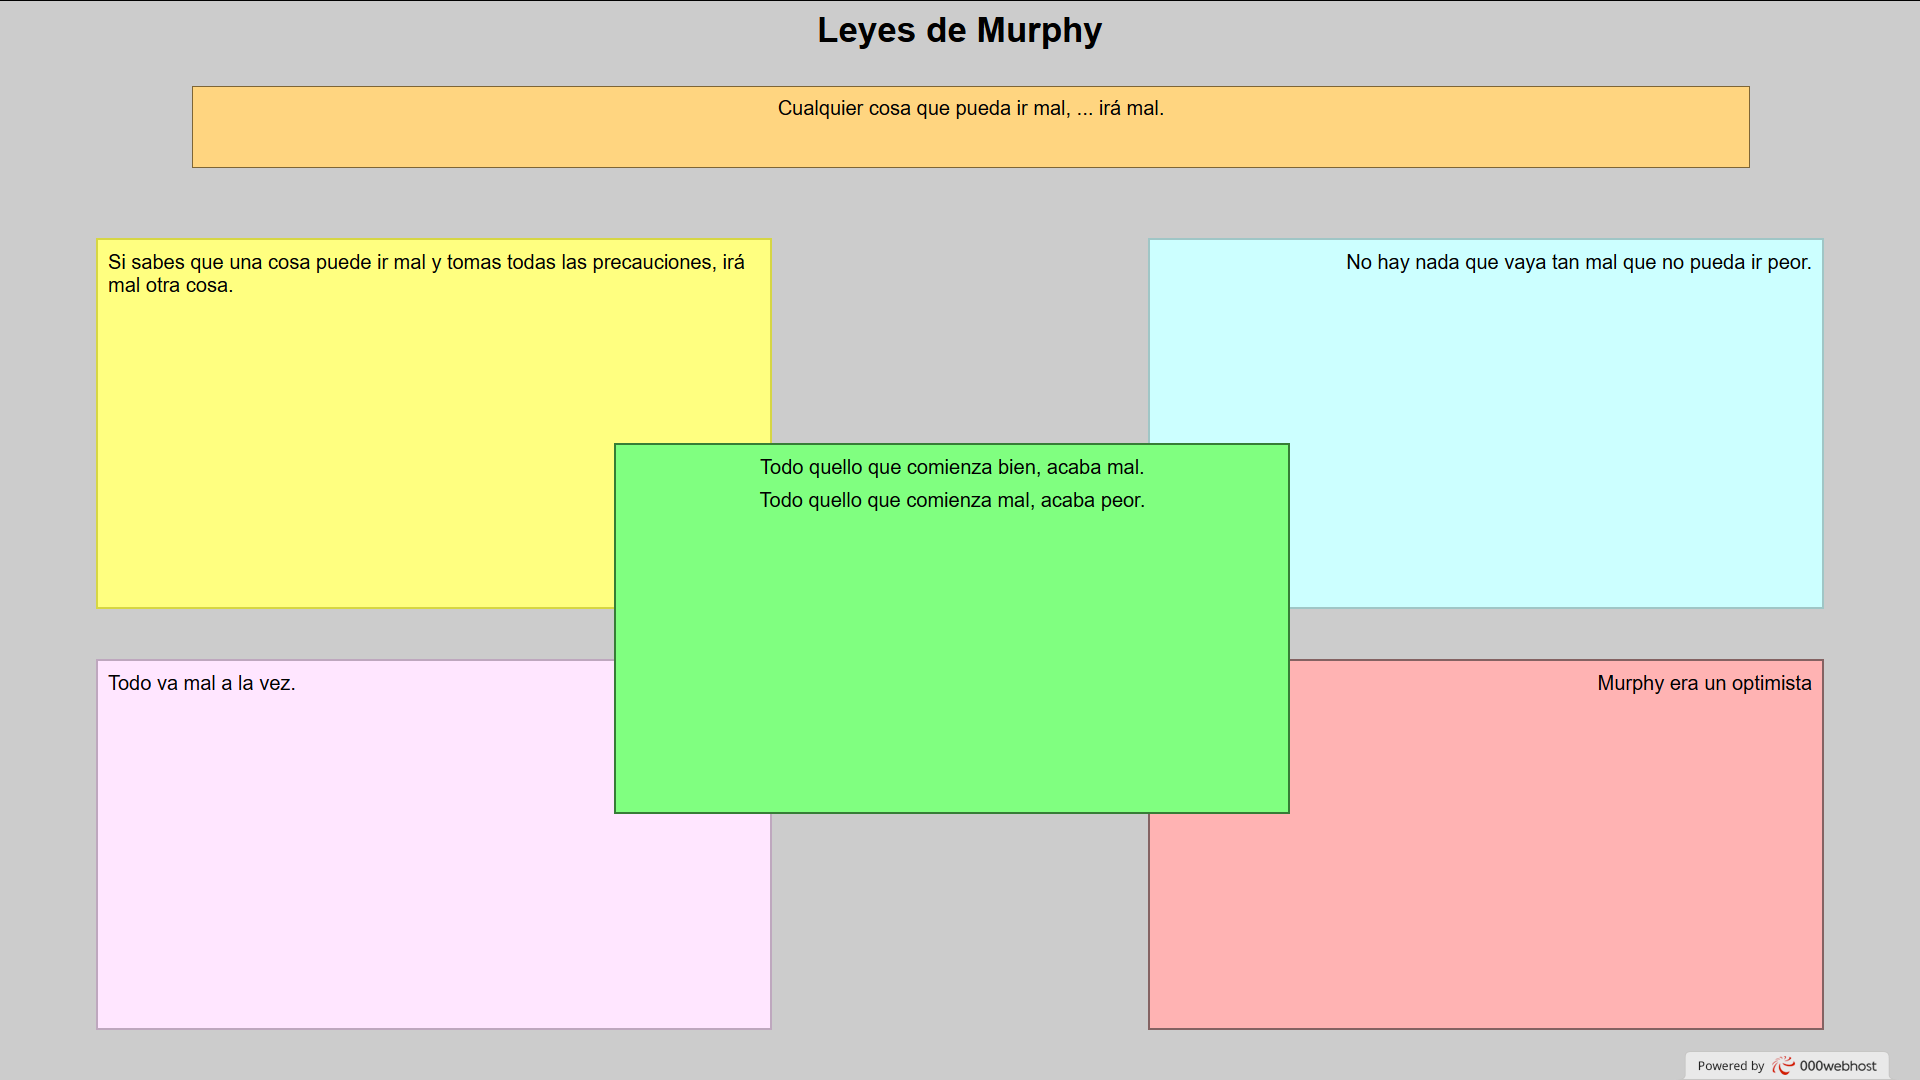 Leyes de Murphy
Cualquier cosa que pueda ir mal, ... irá mal.
Si sabes que una cosa puede ir mal y tomas todas las precauciones, irá
mal otra cosa.
No hay nada que vaya tan mal que no pueda ir peor.
Todo quello que comienza bien, acaba mal.
Todo quello que comienza mal, acaba peor.
Todo va mal a la vez.
Murphy era un optimista
Powered by 000webhost